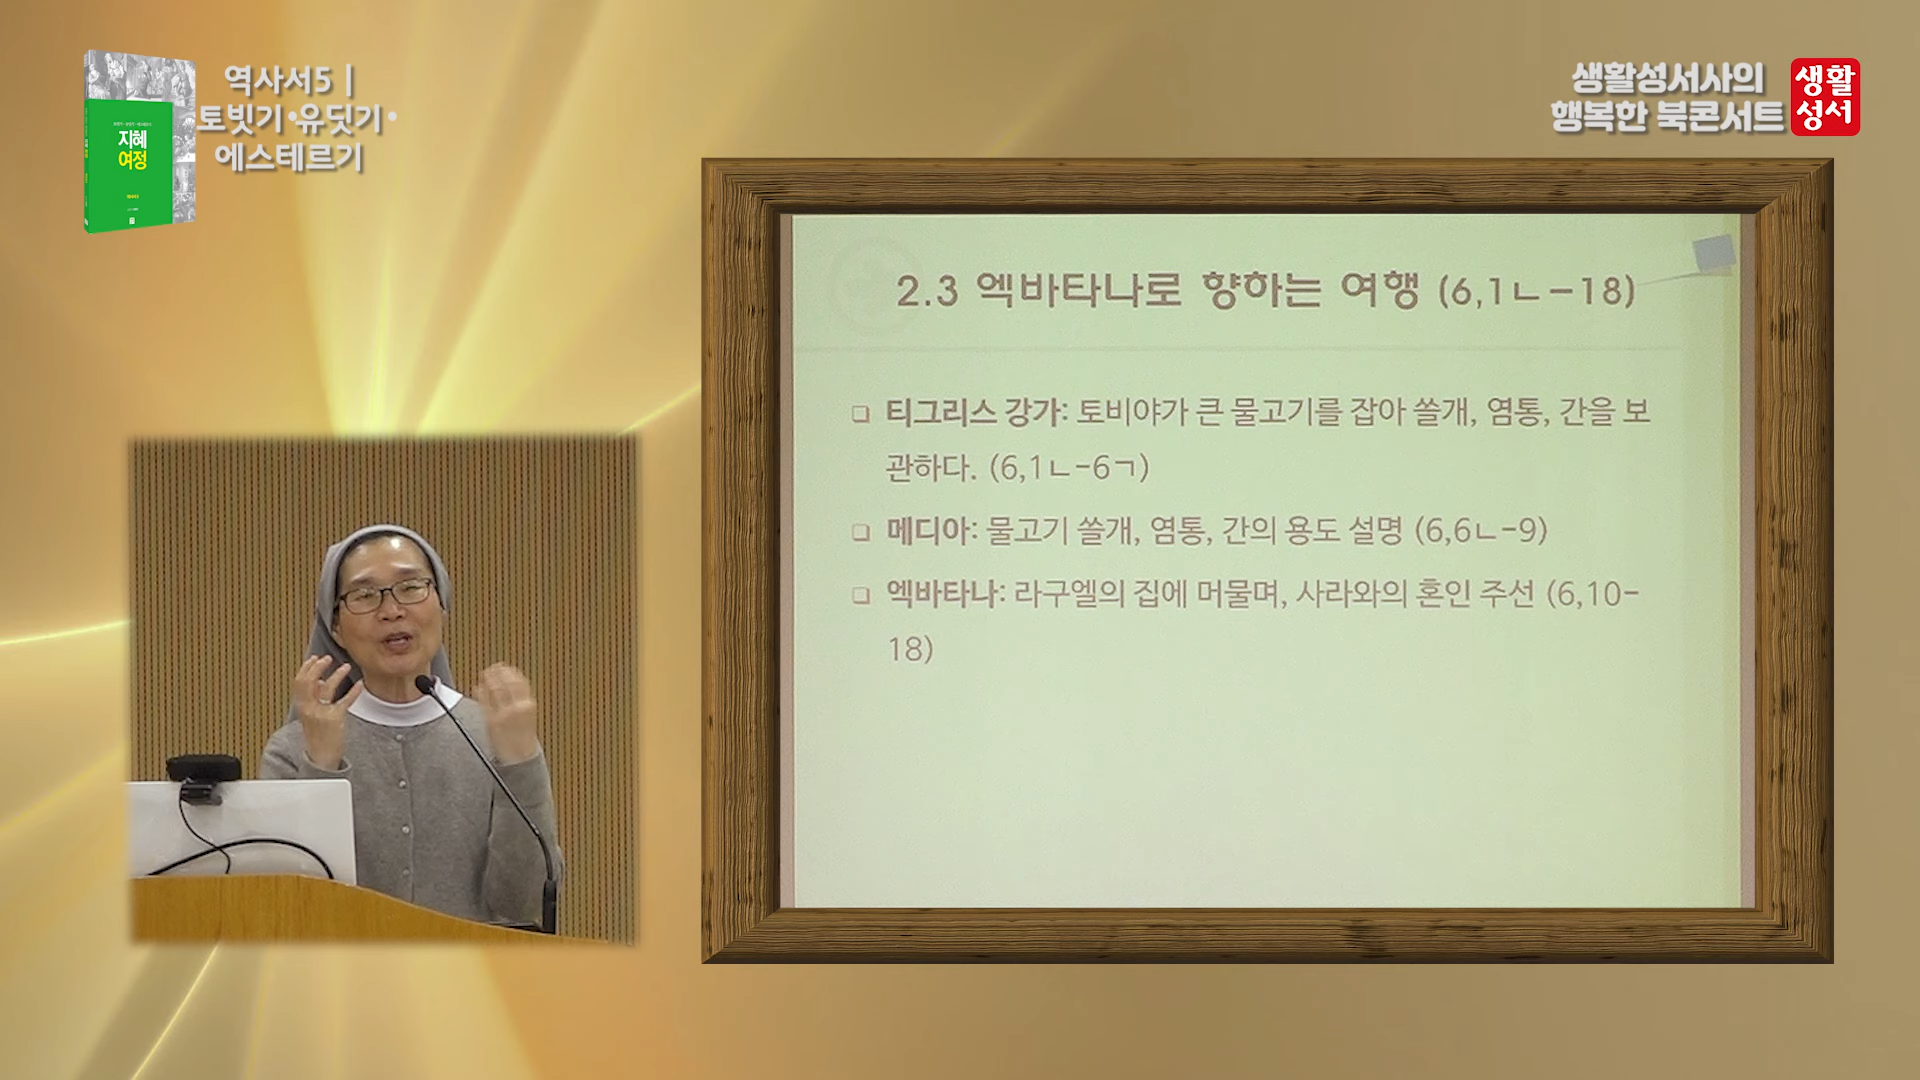 역사서5 |
토빗기·유딧기·
에스테르기
지혜
여정
생활성서사의
행복한 북콘서트
생활
성서
2.3 엑바타나로 향하는 여행 (6,1ㄴ-18)
❑ 티그리스 강가: 토비야가 큰 물고기를 잡아 쓸개, 염통, 간을 보
관하다. (6,1ㄴ-6ㄱ)
❑ 메디아: 물고기 쓸개, 염통, 간의 용도 설명 (6,6ㄴ-9)
❑ 엑바타나: 라구엘의 집에 머물며, 사라와의 혼인 주선 (6,10-
18)